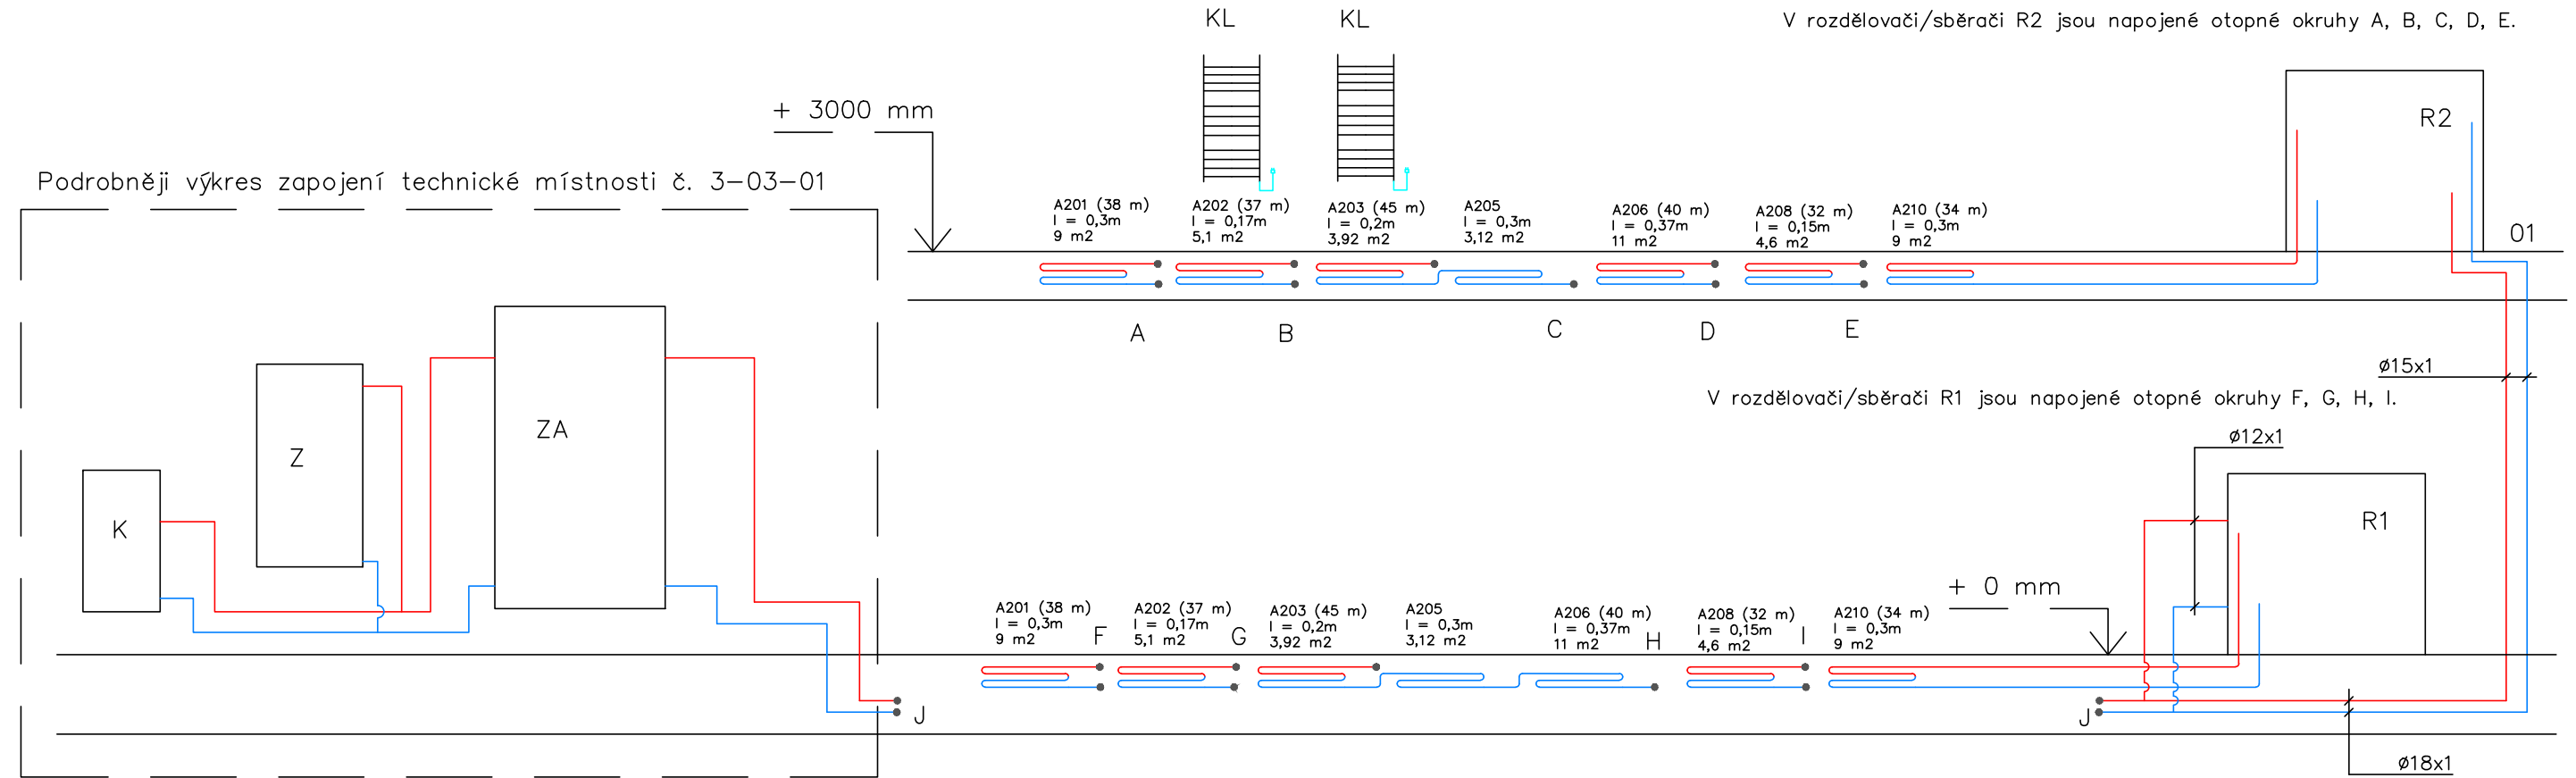 KL
KL
V rozdělovači/sběrači R2 jsou napojené otopné okruhy A, B, C, D, E.
+ 3000 mm
R2
Podrobněji výkres zapojení technické místnosti č. 3-03-01
A201 (38 m)
l = 0,3m
9 m2
A202 (37 m)
l = 0,17m
5,1 m2
A203 (45 m)
l = 0,2m
3,92 m2
A205
l = 0,3m
3,12 m2
A206 (40 m)
l = 0,37m
11 m2
A208 (32 m)
l = 0,15m
4,6 m2
A210 (34 m)
l = 0,3m
9 m2
O1
A
B
C
D
E
ø15x1
V rozdělovači/sběrači R1 jsou napojené otopné okruhy F, G, H, I.
ø12x1
ZA
Z
K
R1
+ 0 mm
A201 (38 m)
l = 0,3m
9 m2
F
A202 (37 m)
l = 0,17m
5,1 m2
G
A203 (45 m)
l = 0,2m
3,92 m2
A205
l = 0,3m
3,12 m2
A206 (40 m)
l = 0,37m
11 m2
H
A208 (32 m)
l = 0,15m
4,6 m2
I
A210 (34 m)
l = 0,3m
9 m2
J
J
ø18x1